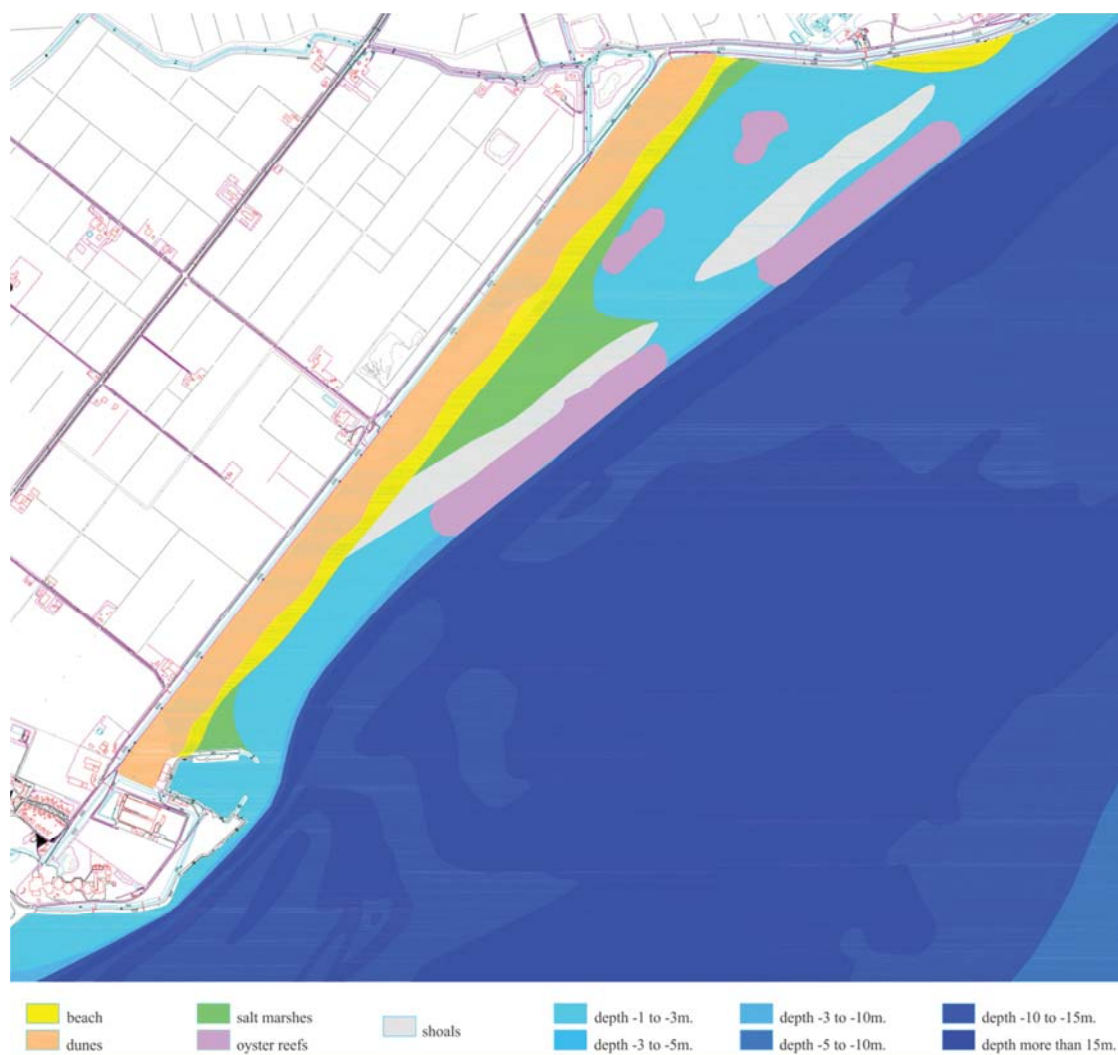 beach
dunes
salt marshes
oyster reefs
shoals
depth -1 to -3m.
depth -3 to -5m.
depth -3 to -10m.
depth -5 to -10m.
depth -10 to -15m.
depth more than 15m.